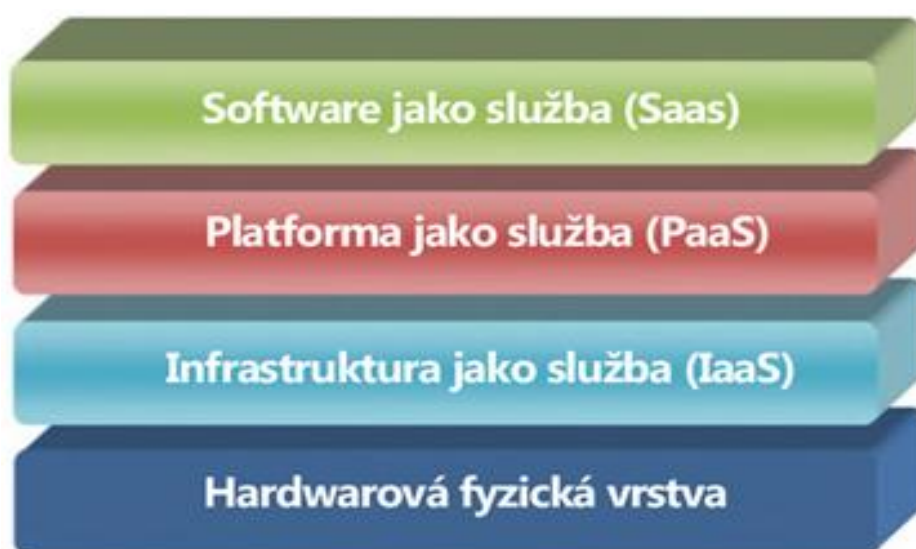 Software jako služba (Saas)
Platforma jako služba (PaaS)
Infrastruktura jako služba (IaaS)
Hardwarová fyzická vrstva